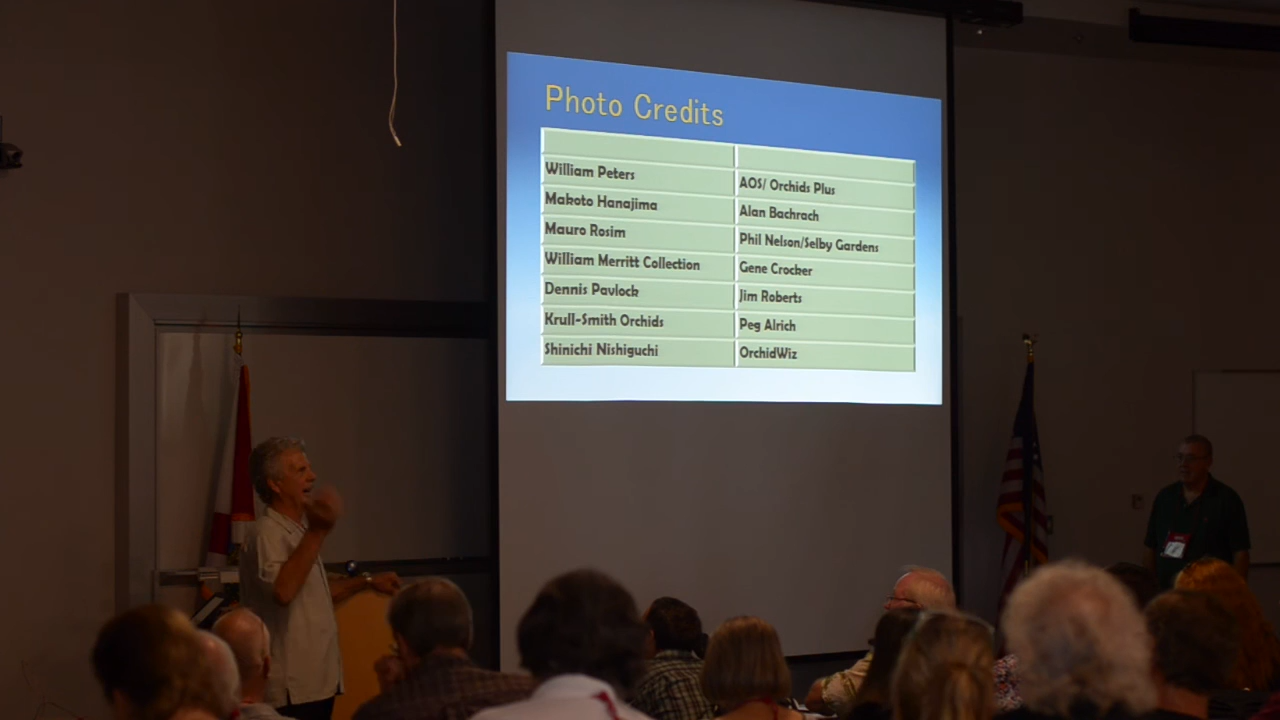 Photo Credits
William Peters
AOS/ Orchids Plus
Makoto Hanajima
Alan Bachrach
Mauro Rosim
Phil Nelson/Selby Gardens
William Merritt Collection
Gene Crocker
Dennis Pavlock
Jim Roberts
Krull-Smith Orchids
Peg Alrich
Shinichi Nishiguchi
OrchidWiz